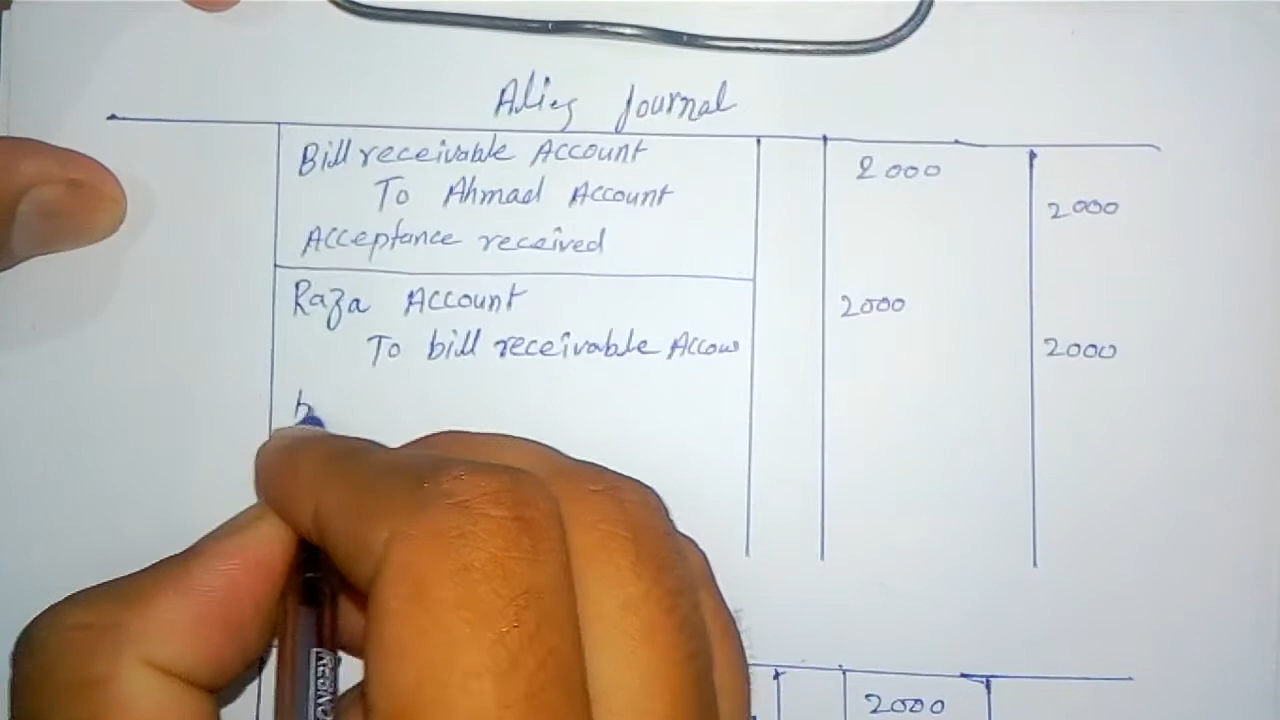 Alies Journal
Bill receivable Account 2000
To Ahmad Account 2000
Acceptance received
Raza Account 2000
To bill receivable Accou 2000
b
2000